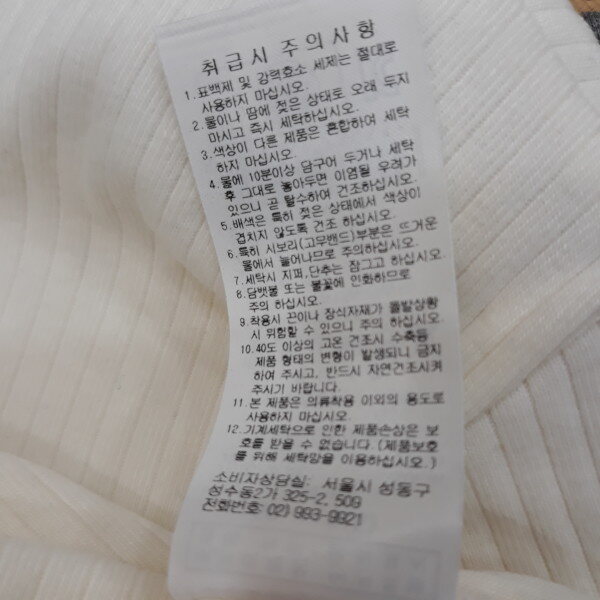 취급시 주의사항
1.표백제 및 강력효소 세제는 절대로
사용하지 마십시오.
2.물이나 땀에 젖은 상태로 오래 두지
마시고 즉시 세탁하십시오.
3.색상이 다른 제품은 혼합하여 세탁
하지 마십시오.
4.물에 10분이상 담구어 두거나 세탁
후 그대로 놓아두면 이염될 우려가
있으니 곧 탈수하여 건조하십시오.
5.배색은 특히 젖은 상태에서 색상이
겹치지 않도록 건조 하십시오.
6.특히 시보리(고무밴드)부분은 뜨거운
물에서 늘어나므로 주의하십시오.
7.세탁시 지퍼,단추는 잠그고 하십시오.
8.담뱃불 또는 불꽃에 인화하므로
주의 하십시오.
9.착용시 끈이나 장식자재가 돌발상황
시 위험할 수 있으니 주의 하십시오.
10.40도 이상의 고온 건조시 수축등
제품 형태의 변형이 발생되니 금지
하여 주시고, 반드시 자연건조시켜
주시기 바랍니다.
11.본 제품은 의류착용 이외의 용도로
사용하지 마십시오.
12.기계세탁으로 인한 제품손상은 보
호를 받을 수 없습니다.(제품보호
를 위해 세탁망을 이용하십시오.)
소비자상담실: 서울시 성동구
성수동2가 325-2, 509
전화번호: 02) 993-9921